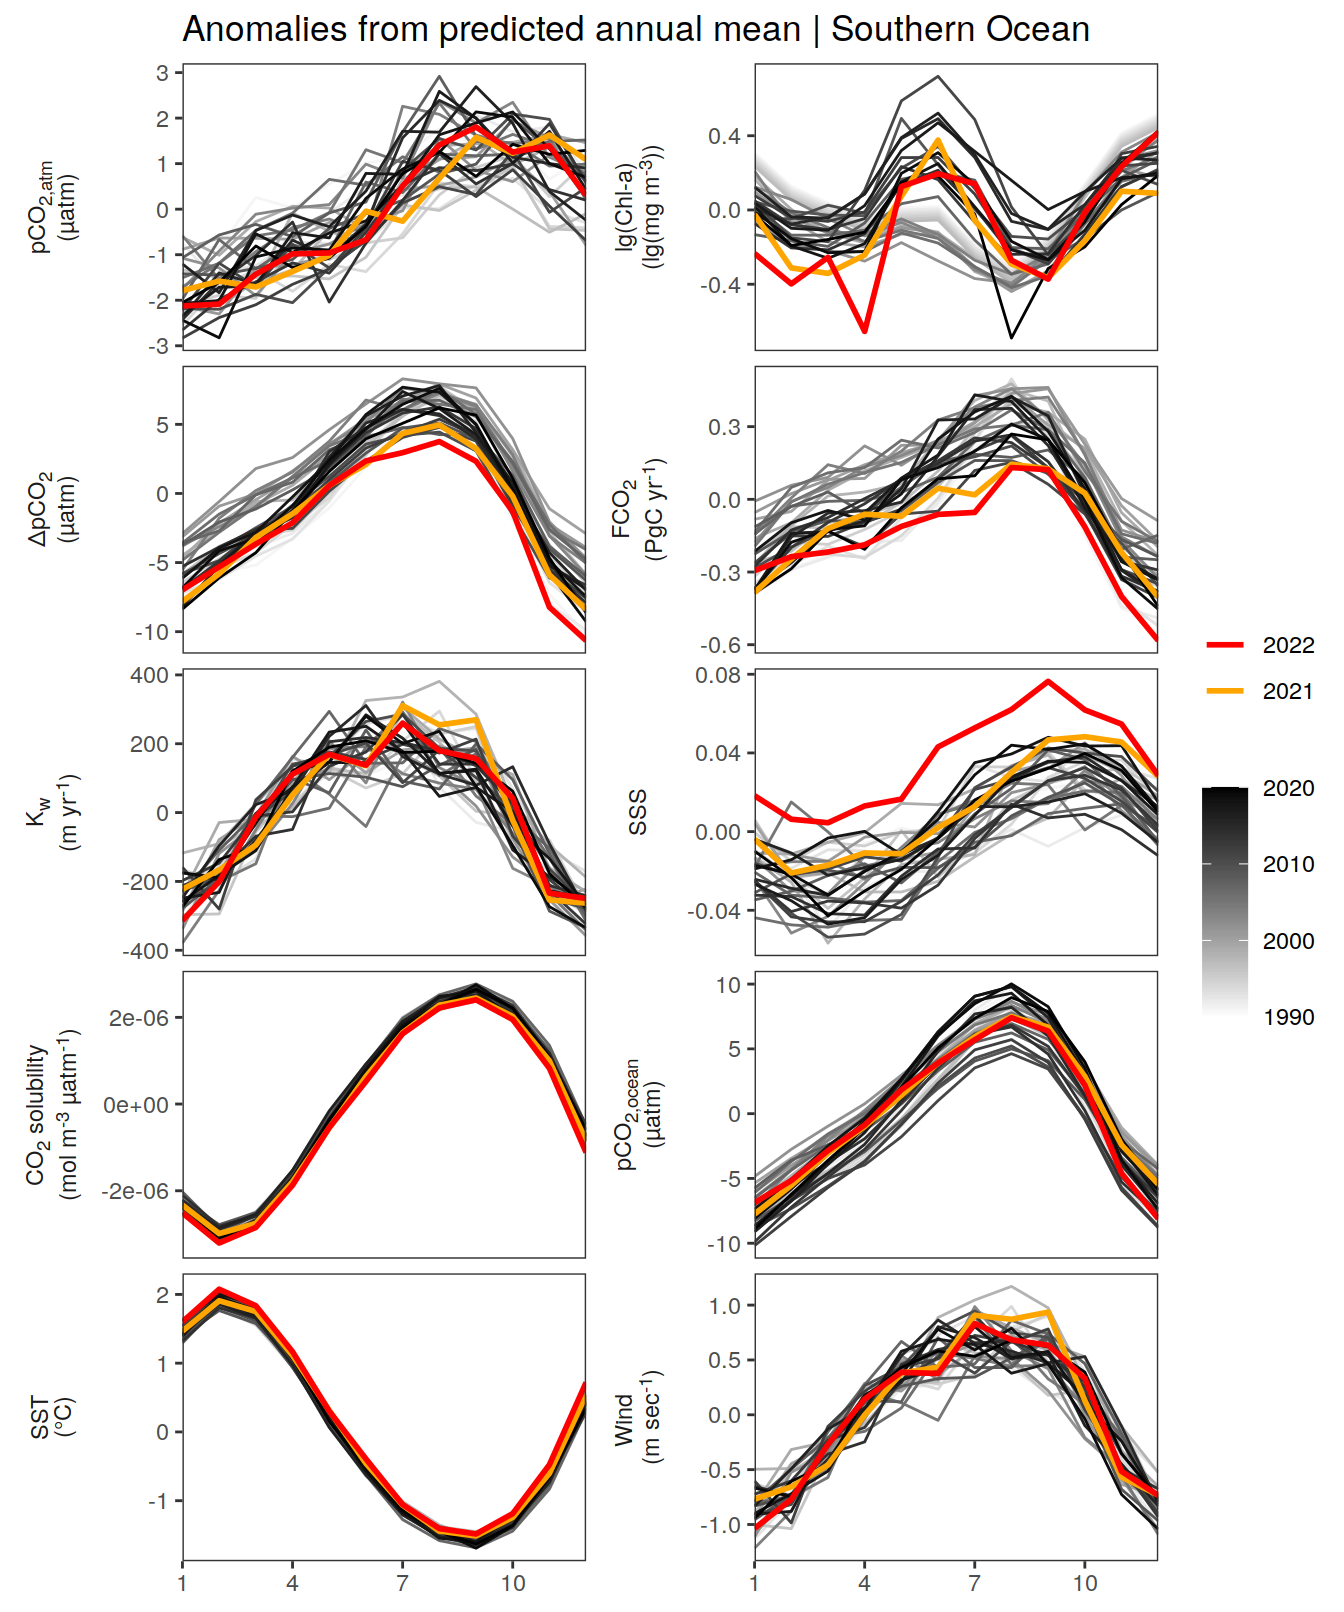 Anomalies from predicted annual mean | Southern Ocean
pCO2,atm
(µatm)
3
2
1
0
-1
-2
-3
lg(Chl-a)
(lg(mg m-3))
0.4
0.0
-0.4
ΔpCO2
(µatm)
5
0
-5
-10
FCO2
(PgC yr-1)
0.3
0.0
-0.3
-0.6
Kw
(m yr-1)
400
200
0
-200
-400
SSS
0.08
0.04
0.00
-0.04
CO2 solubility
(mol m-3 µatm-1)
2e-06
0e+00
-2e-06
pCO2,ocean
(µatm)
10
5
0
-5
-10
SST
(°C)
2
1
0
-1
1 4 7 10
Wind
(m sec-1)
1.0
0.5
0.0
-0.5
-1.0
1 4 7 10
2022
2021
2020
2010
2000
1990